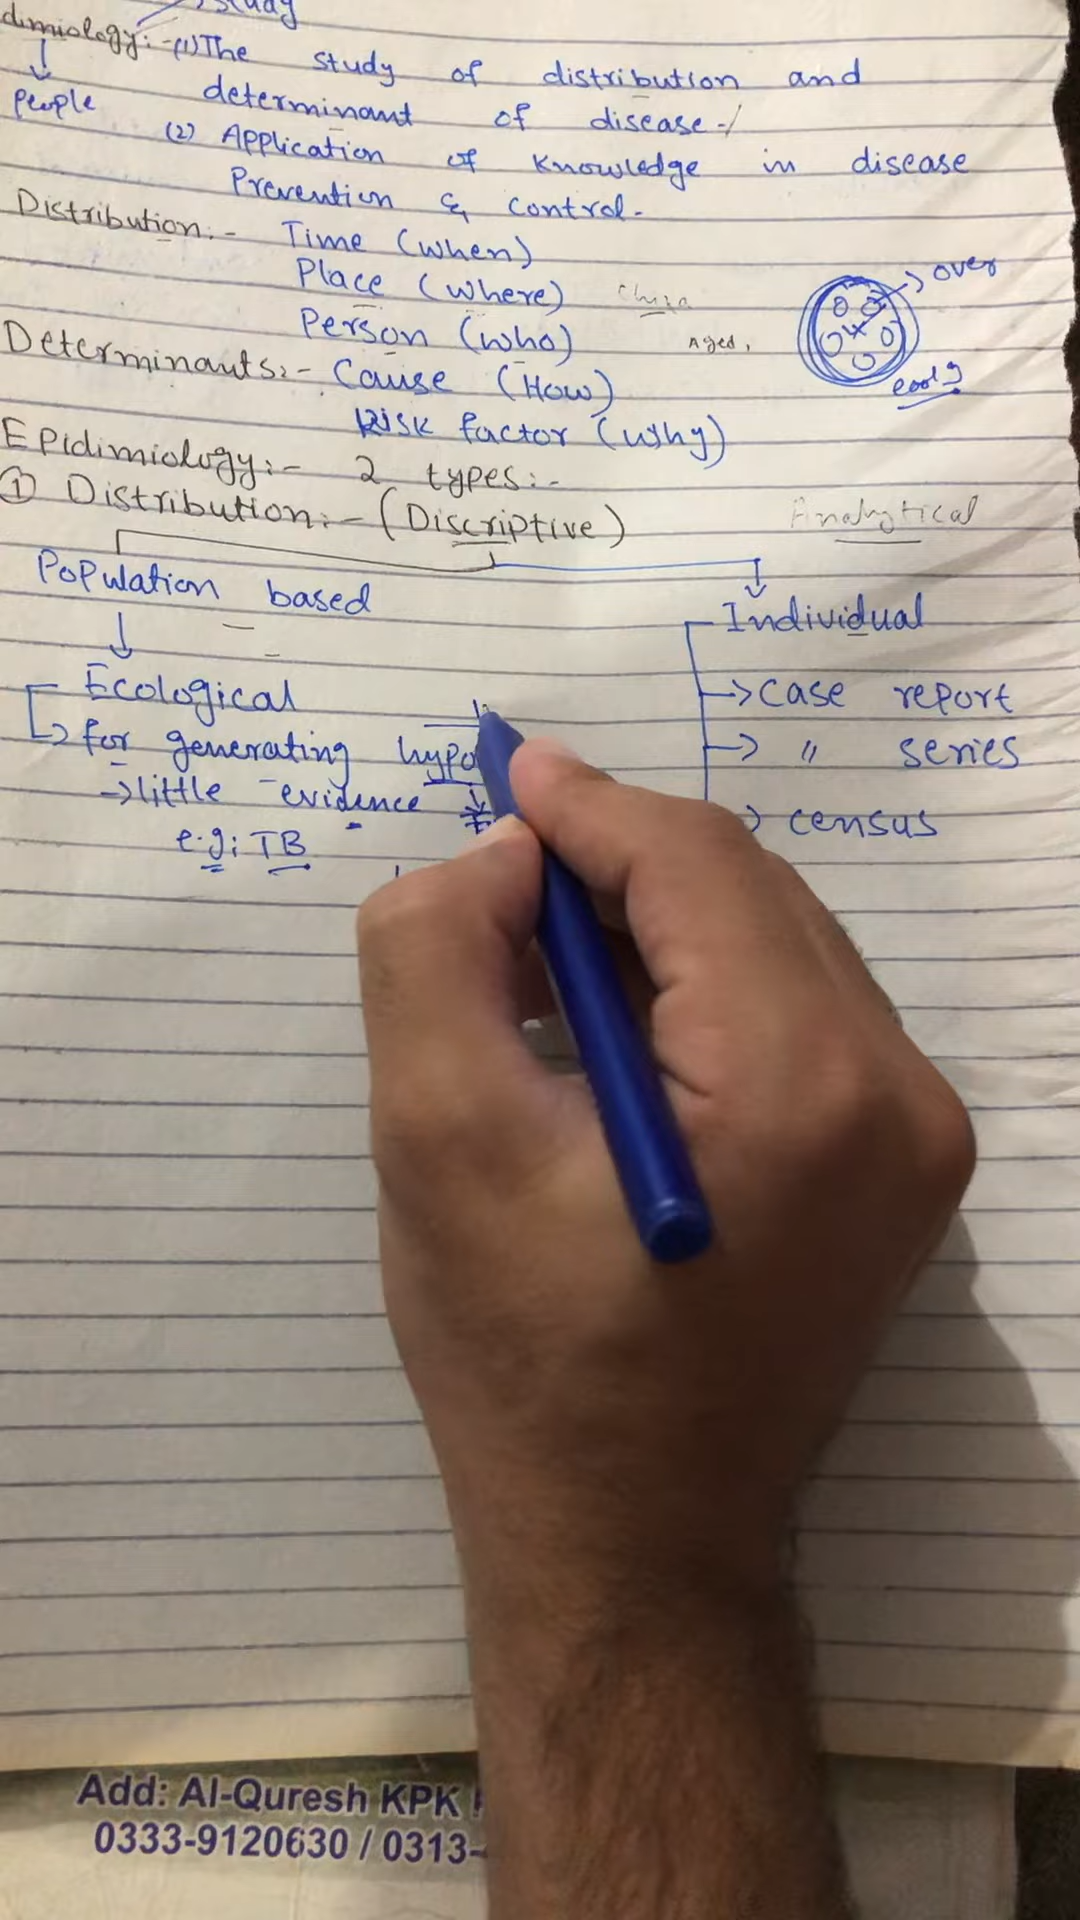 study
dimiology:- (1) The study of distribution and
people determinant of disease-/
(2) Application of Knowledge in disease
Prevention & control-
Distribution:- Time (when)
Place (where) China
Person (who) Aged,
over
early
Determinants:- Cause (How)
Risk factor (Why)
Epidimiology:- 2 types:-
① Distribution:- (Discriptive) Analytical
Population based
Individual
Ecological
→ case report
↳ for generating hypo
→ " series
→ little evidence
census
e.g; TB
Add: Al-Quresh KPK
0333-9120630 / 0313-